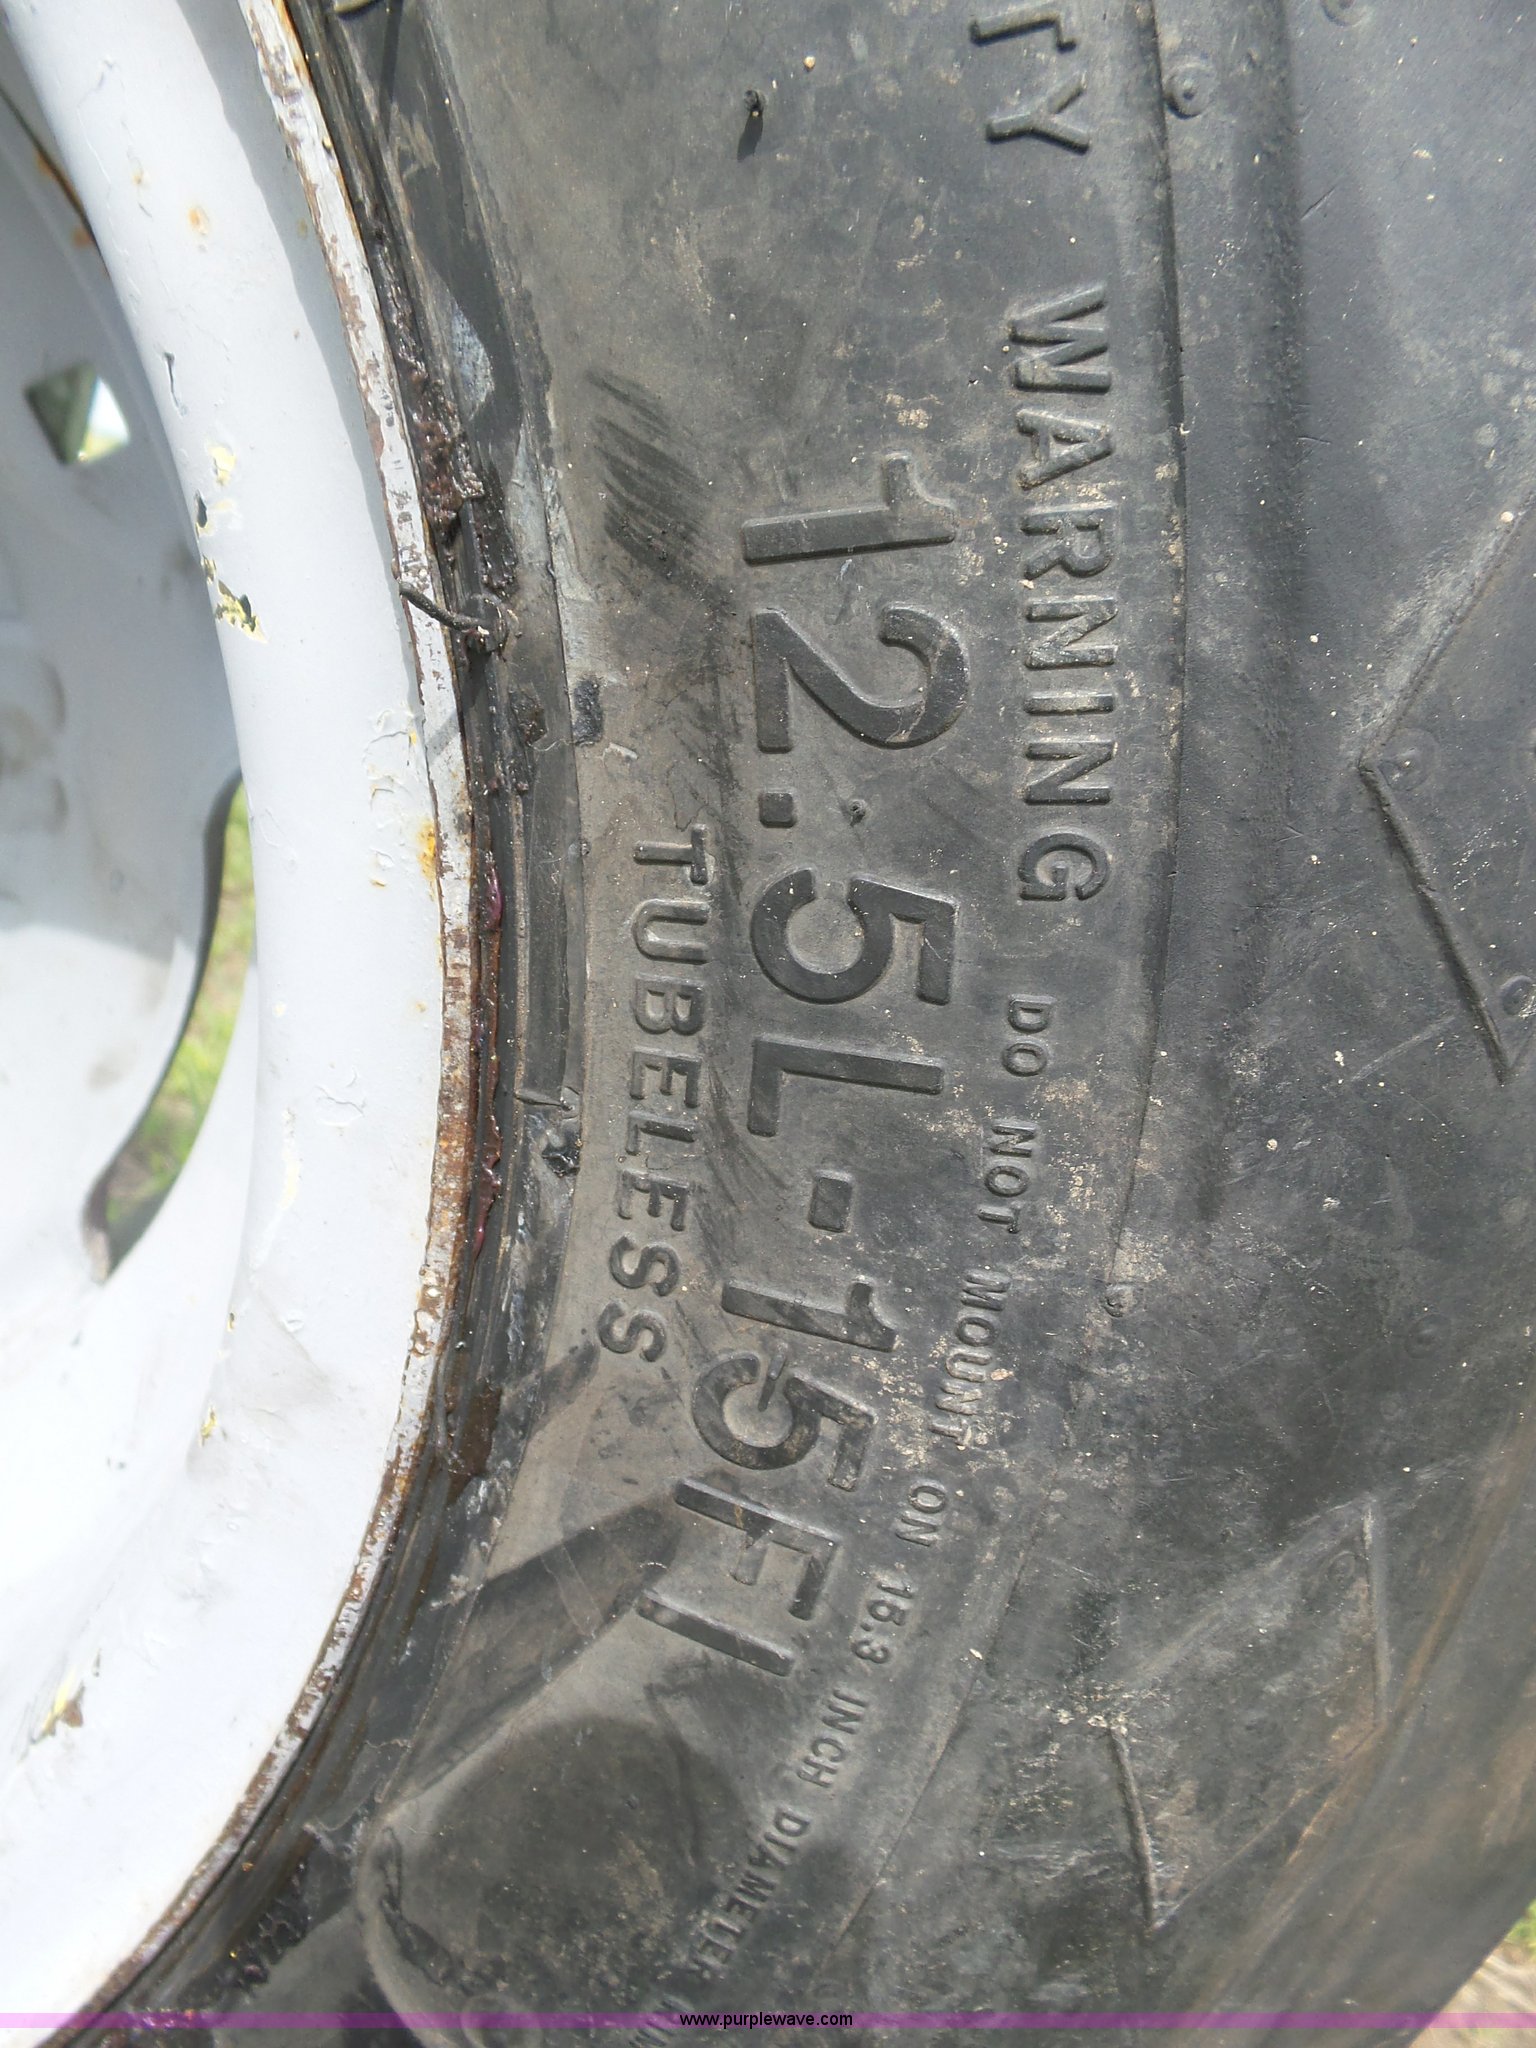 TY WARNING DO NOT MOUNT ON 15.3 INCH DIAMETER
12.5L-15FI
TUBELESS
www.purplewave.com